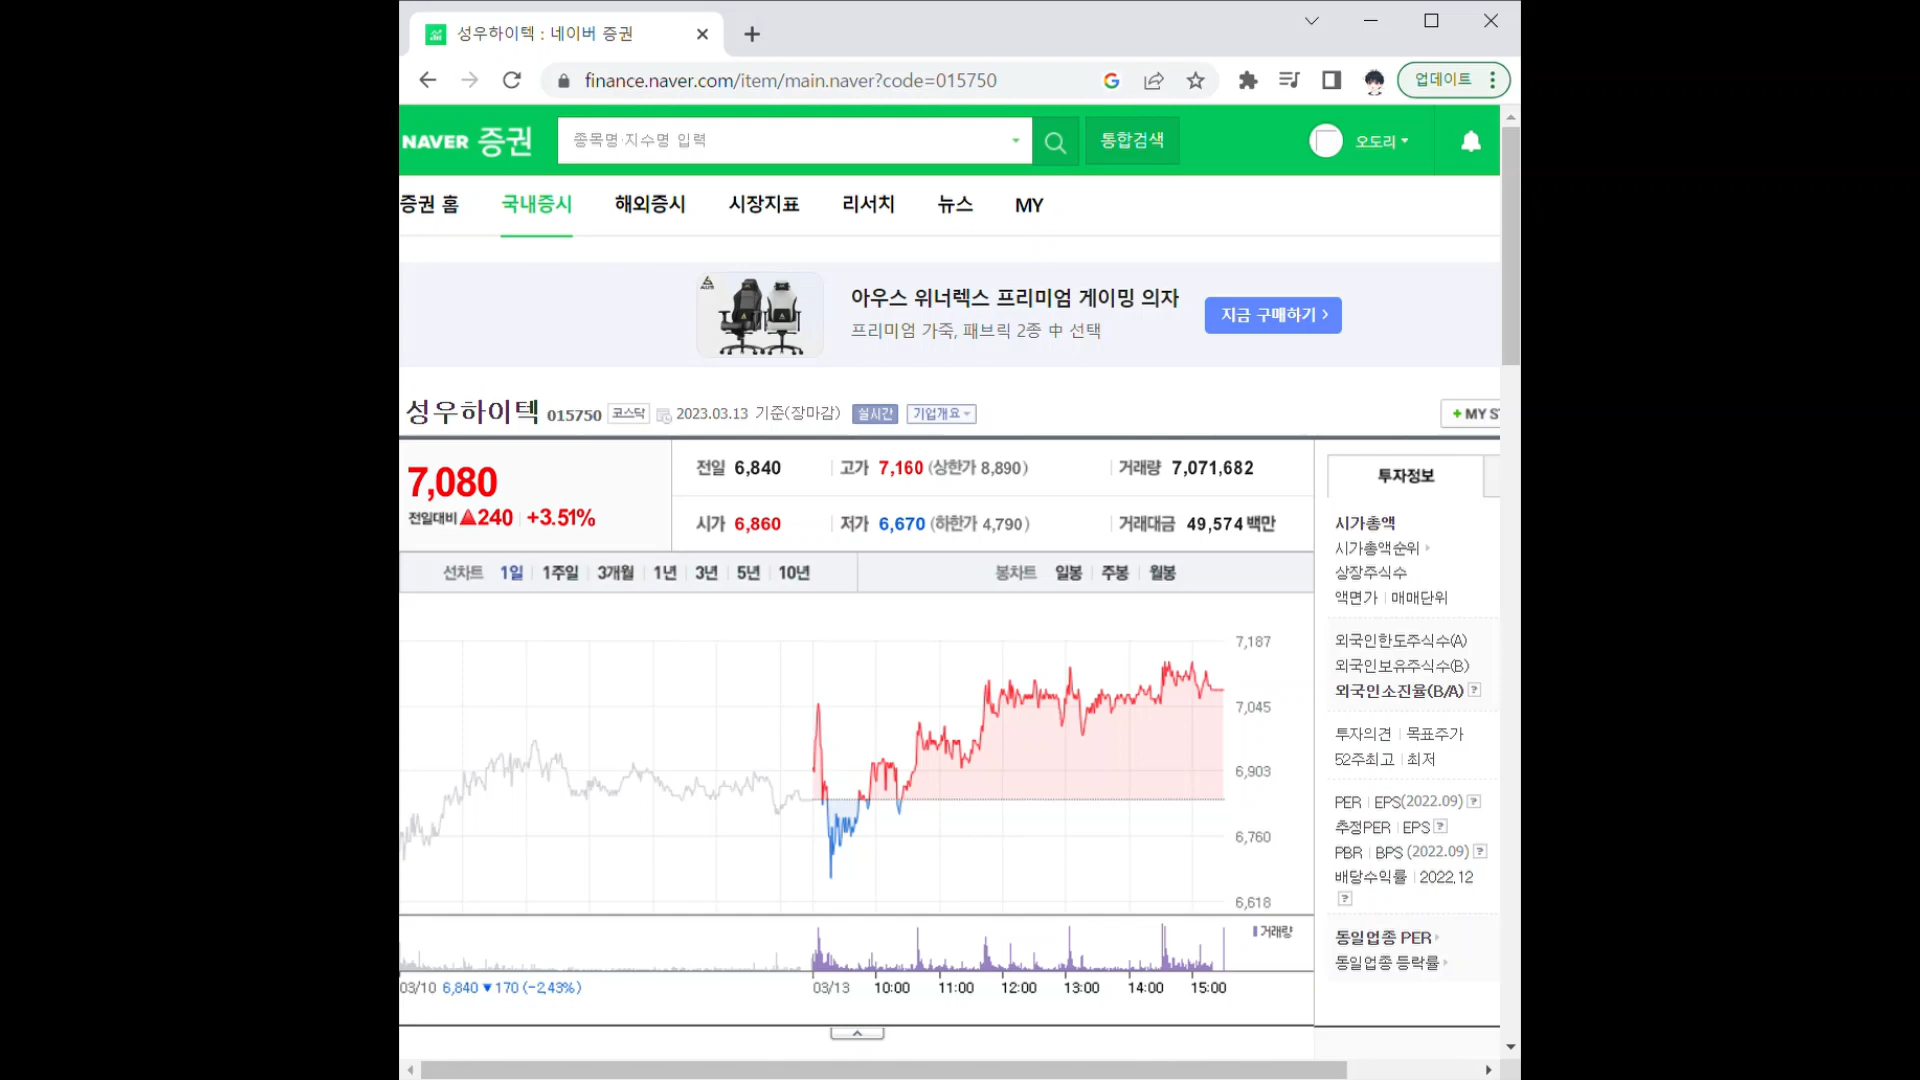 성우하이텍 : 네이버 증권
finance.naver.com/item/main.naver?code=015750
업데이트
NAVER 증권
종목명·지수명 입력
통합검색
오도리
증권 홈 국내증시 해외증시 시장지표 리서치 뉴스 MY
아우스 위너렉스 프리미엄 게이밍 의자
프리미엄 가죽, 패브릭 2종 中 선택
지금 구매하기
성우하이텍 015750 코스닥 2023.03.13 기준(장마감) 실시간 기업개요
+ MY S
7,080
전일대비 ▲240 +3.51%
전일 6,840 고가 7,160 (상한가 8,890) 거래량 7,071,682
시가 6,860 저가 6,670 (하한가 4,790) 거래대금 49,574 백만
선차트 1일 1주일 3개월 1년 3년 5년 10년
봉차트 일봉 주봉 월봉
7,187
7,045
6,903
6,760
6,618
거래량
03/10 6,840 ▼ 170 (-2.43%)
03/13 10:00 11:00 12:00 13:00 14:00 15:00
투자정보
시가총액
시가총액순위
상장주식수
액면가 매매단위
외국인한도주식수(A)
외국인보유주식수(B)
외국인소진율(B/A) ?
투자의견 목표주가
52주최고 최저
PER EPS(2022.09) ?
추정PER EPS ?
PBR BPS (2022.09) ?
배당수익률 2022.12
?
동일업종 PER
동일업종 등락률